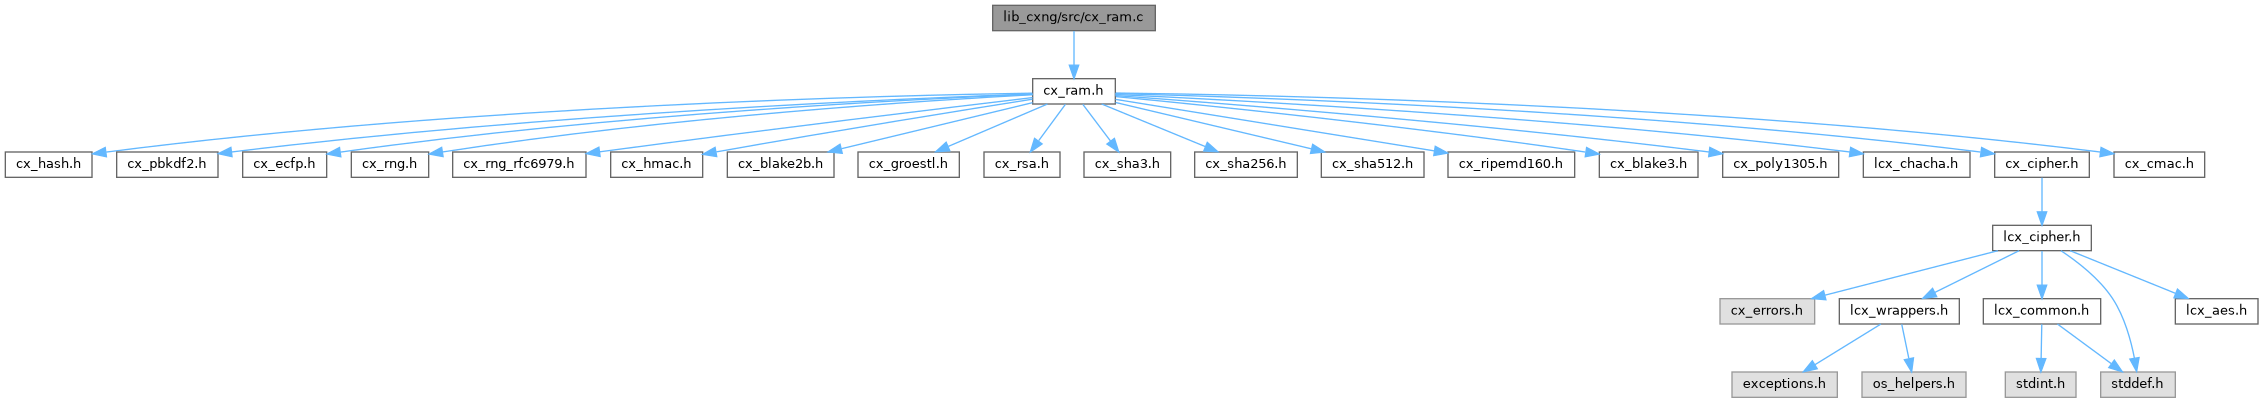 lib_cxng/src/cx_ram.c
cx_ram.h
cx_hash.h
cx_pbkdf2.h
cx_ecfp.h
cx_rng.h
cx_rng_rfc6979.h
cx_hmac.h
cx_blake2b.h
cx_groestl.h
cx_rsa.h
cx_sha3.h
cx_sha256.h
cx_sha512.h
cx_ripemd160.h
cx_blake3.h
cx_poly1305.h
lcx_chacha.h
cx_cipher.h
cx_cmac.h
lcx_cipher.h
cx_errors.h
lcx_wrappers.h
lcx_common.h
lcx_aes.h
exceptions.h
os_helpers.h
stdint.h
stddef.h